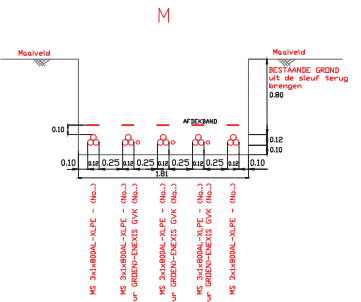 M
Maaiveld
Maaiveld
BESTAANDE GROND
uit de sleuf terug
brengen
0.80
AFDEKBAND
0.10
0.12
0.10
0.10 0.12 0.25 0.12 0.25 0.12 0.25 0.12 0.25 0.12 0.10
1.81
MS 3x1x800AL-XLPE - (No..)
MS 3x1x800AL-XLPE - (No..)
GROEN)-ENEXIS GVK (No..)
MS 3x1x800AL-XLPE - (No..)
GROEN)-ENEXIS GVK (No..)
MS 3x1x800AL-XLPE - (No..)
GROEN)-ENEXIS GVK (No..)
MS 3x1x800AL-XLPE - (No..)